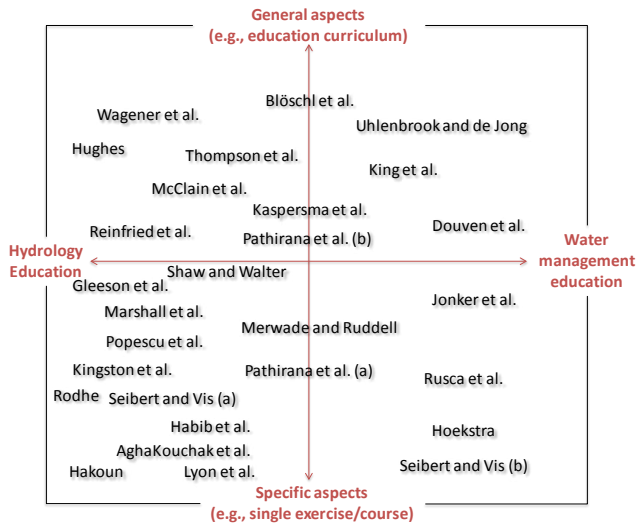 General aspects
(e.g., education curriculum)
Blöschl et al.
Wagener et al.
Uhlenbrook and de Jong
Hughes
Thompson et al.
King et al.
McClain et al.
Kaspersma et al.
Reinfried et al.
Pathirana et al. (b)
Douven et al.
Hydrology
Education
Water
management
education
Shaw and Walter
Gleeson et al.
Jonker et al.
Marshall et al.
Merwade and Ruddell
Popescu et al.
Kingston et al.
Pathirana et al. (a)
Rusca et al.
Rodhe
Seibert and Vis (a)
Habib et al.
Hoekstra
AghaKouchak et al.
Hakoun
Lyon et al.
Seibert and Vis (b)
Specific aspects
(e.g., single exercise/course)